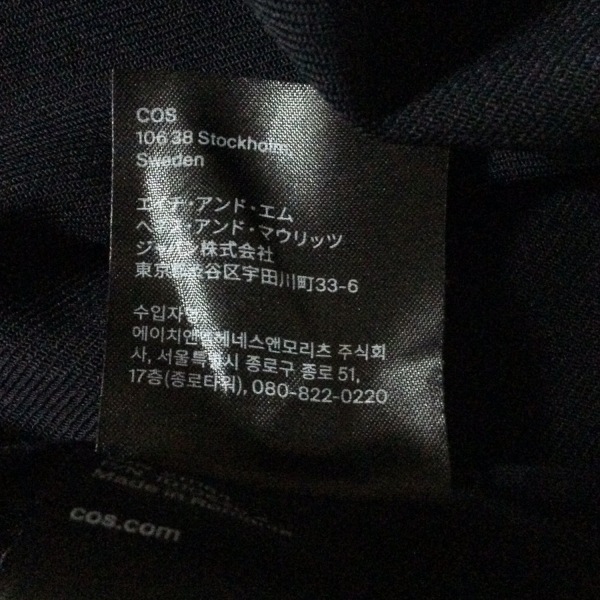 COS
106 38 Stockholm,
Sweden
エイチ・アンド・エム
ヘネス・アンド・マウリッツ
ジャパン株式会社
東京都渋谷区宇田川町33-6
수입자명
에이치앤엠헤네스앤모리츠 주식회
사, 서울특별시 종로구 종로 51,
17층(종로타워), 080-822-0220
Made in
cos.com